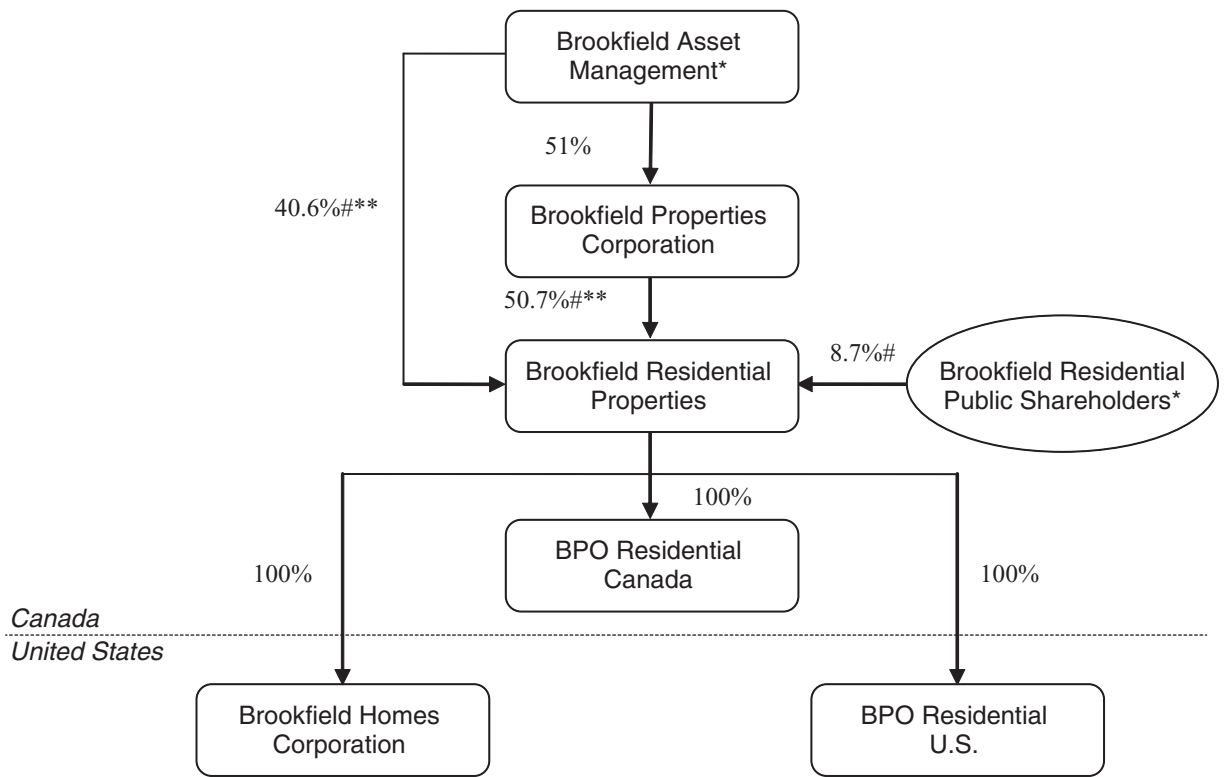 Brookfield Asset
Management*
51%
40.6%#**
Brookfield Properties
Corporation
50.7%#**
8.7%#
Brookfield Residential
Properties
Brookfield Residential
Public Shareholders*
100%
BPO Residential
Canada
100%
100%
Canada
United States
Brookfield Homes
Corporation
BPO Residential
U.S.